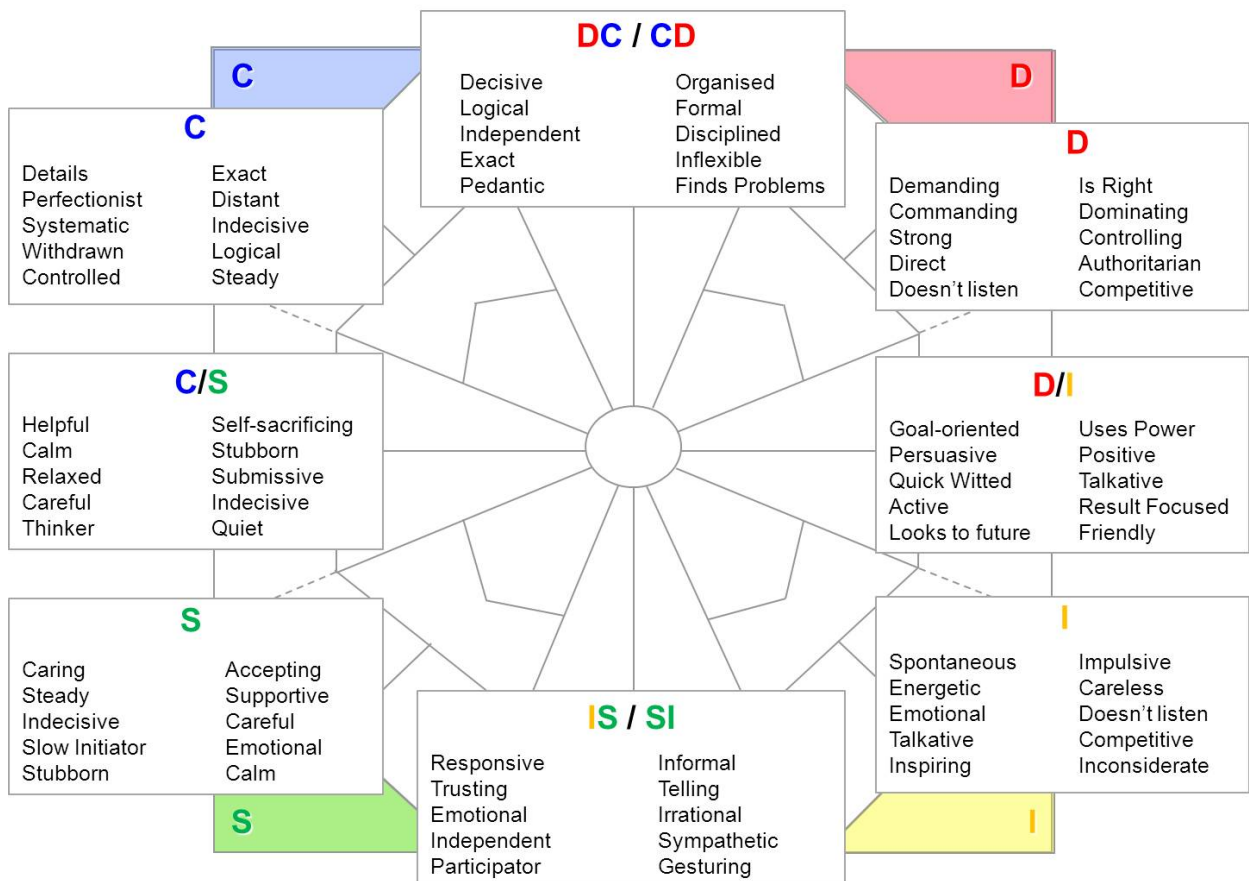 C
D
DC / CD
Decisive
Logical
Independent
Exact
Pedantic
Organised
Formal
Disciplined
Inflexible
Finds Problems
C
Details
Perfectionist
Systematic
Withdrawn
Controlled
Exact
Distant
Indecisive
Logical
Steady
D
Demanding
Commanding
Strong
Direct
Doesn't listen
Is Right
Dominating
Controlling
Authoritarian
Competitive
C/S
Helpful
Calm
Relaxed
Careful
Thinker
Self-sacrificing
Stubborn
Submissive
Indecisive
Quiet
D/I
Goal-oriented
Persuasive
Quick Witted
Active
Looks to future
Uses Power
Positive
Talkative
Result Focused
Friendly
S
Caring
Steady
Indecisive
Slow Initiator
Stubborn
Accepting
Supportive
Careful
Emotional
Calm
I
Spontaneous
Energetic
Emotional
Talkative
Inspiring
Impulsive
Careless
Doesn't listen
Competitive
Inconsiderate
IS / SI
Responsive
Trusting
Emotional
Independent
Participator
Informal
Telling
Irrational
Sympathetic
Gesturing
S
I